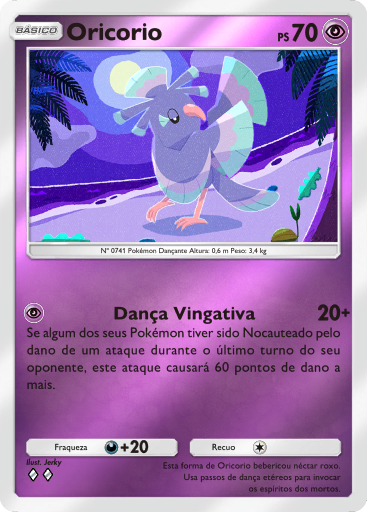 BÁSICO Oricorio PS 70
Nº 0741 Pokémon Dançante Altura: 0,6 m Peso: 3,4 kg
Dança Vingativa 20+
Se algum dos seus Pokémon tiver sido Nocauteado pelo
dano de um ataque durante o último turno do seu
oponente, este ataque causará 60 pontos de dano a
mais.
Fraqueza +20 Recuo
Ilust. Jerky
Esta forma de Oricorio bebericou néctar roxo.
Usa passos de dança etéreos para invocar
os espíritos dos mortos.